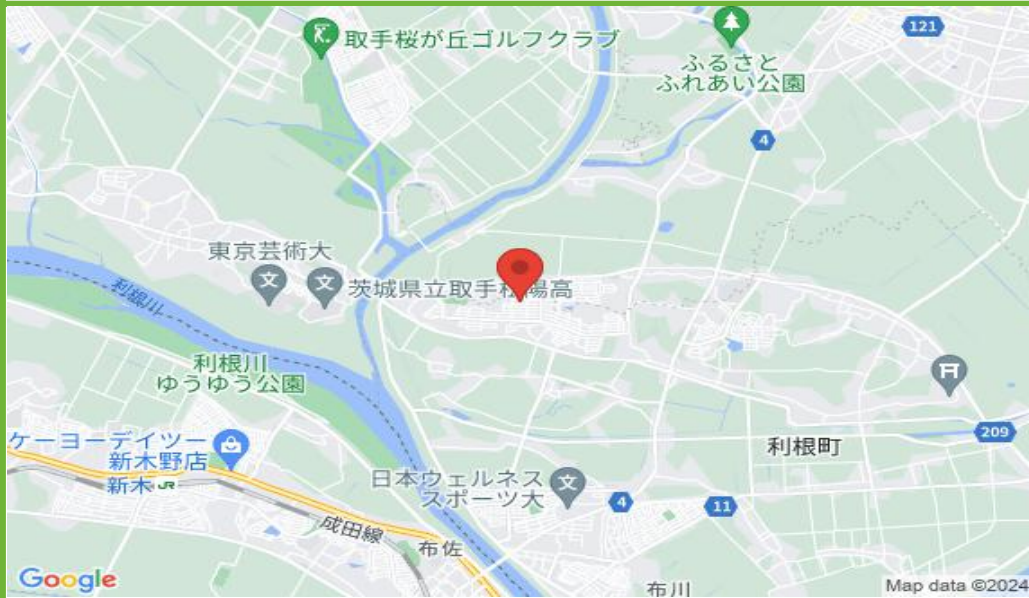 取手桜が丘ゴルフクラブ
121
ふるさと
ふれあい公園
4
東京芸術大
文
文
茨城県立取手松陽高
利根川
利根川
ゆうゆう公園
209
ケーヨーデイツー
新木野店
新木 JR
利根町
日本ウェルネス
スポーツ大
文
4
11
成田線
布佐
布川
Google
Map data ©2024